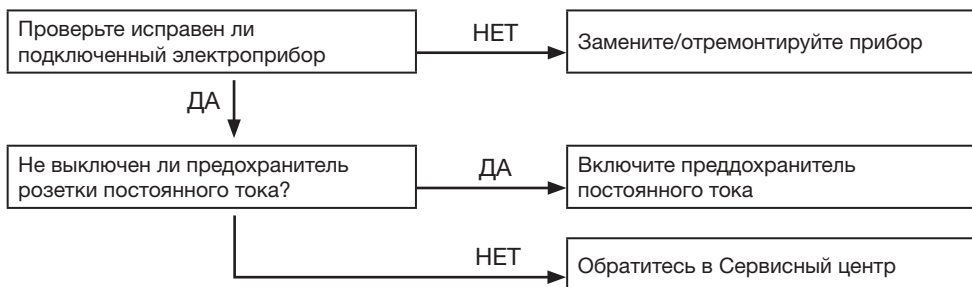 Проверьте исправен ли
подключенный электроприбор
НЕТ
Замените/отремонтируйте прибор
ДА
Не выключен ли предохранитель
розетки постоянного тока?
ДА
Включите преддохранитель
постоянного тока
НЕТ
Обратитесь в Сервисный центр